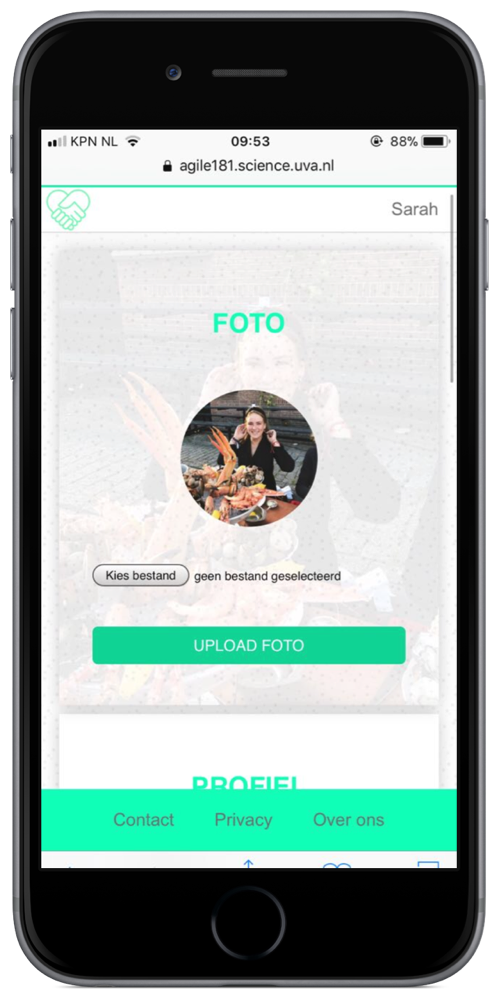 KPN NL 09:53 88%
agile181.science.uva.nl
Sarah
FOTO
Kies bestand geen bestand geselecteerd
UPLOAD FOTO
PROFIEL
Contact Privacy Over ons